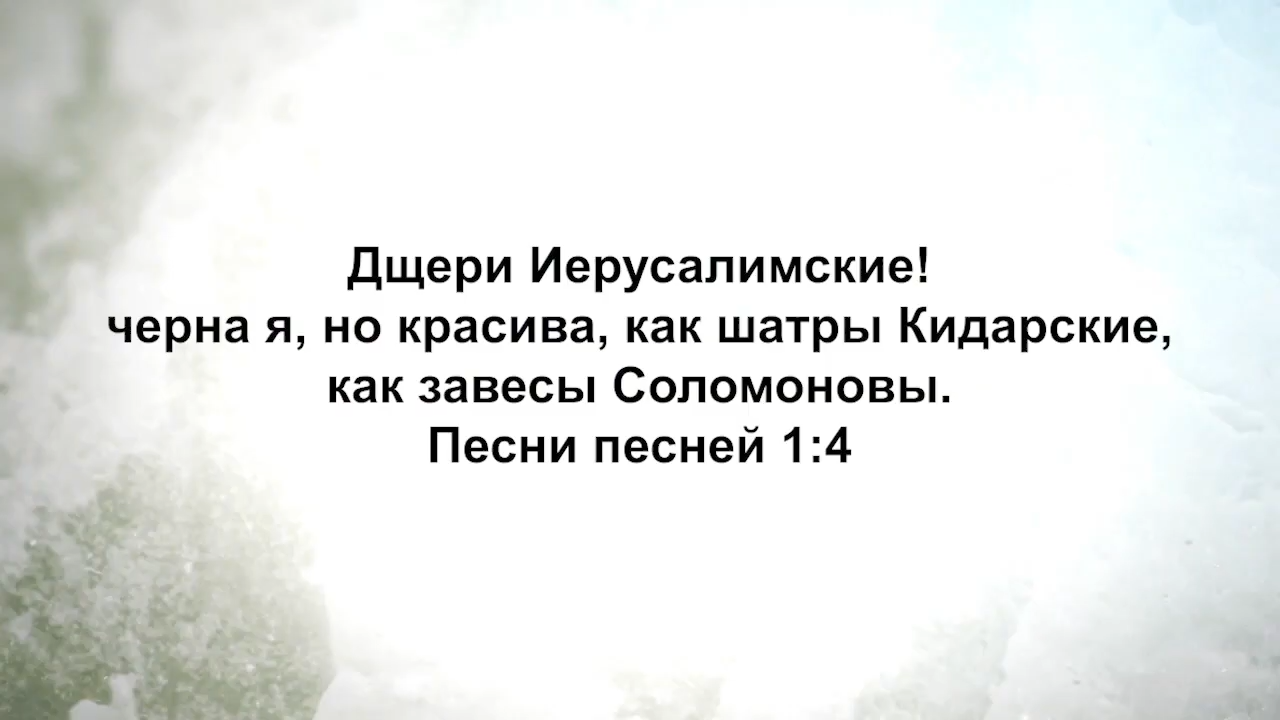 Дщери Иерусалимские!
черна я, но красива, как шатры Кидарские,
как завесы Соломоновы.
Песни песней 1:4